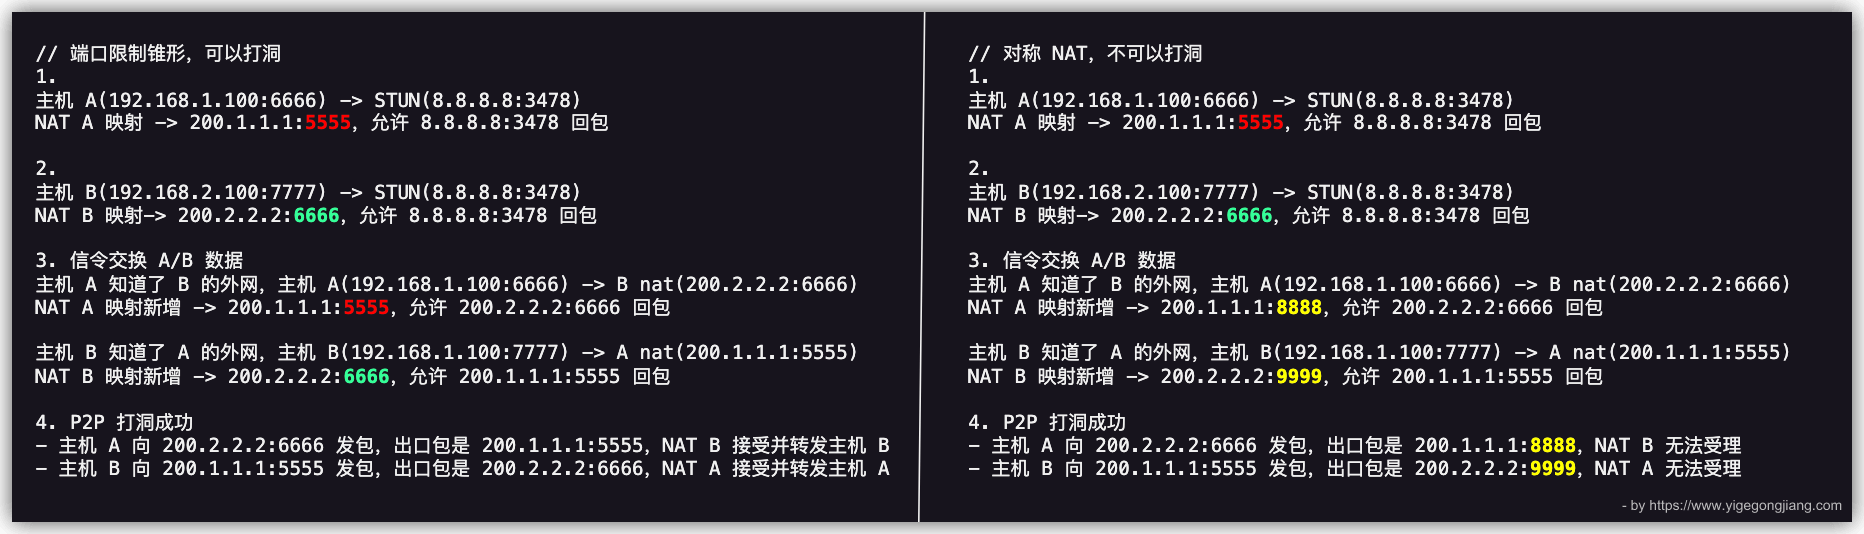 // 端口限制锥形，可以打洞
1.
主机 A(192.168.1.100:6666) -> STUN(8.8.8.8:3478)
NAT A 映射 -> 200.1.1.1:5555，允许 8.8.8.8:3478 回包
2.
主机 B(192.168.2.100:7777) -> STUN(8.8.8.8:3478)
NAT B 映射-> 200.2.2.2:6666，允许 8.8.8.8:3478 回包
3. 信令交换 A/B 数据
主机 A 知道了 B 的外网，主机 A(192.168.1.100:6666) -> B nat(200.2.2.2:6666)
NAT A 映射新增 -> 200.1.1.1:5555，允许 200.2.2.2:6666 回包
主机 B 知道了 A 的外网，主机 B(192.168.1.100:7777) -> A nat(200.1.1.1:5555)
NAT B 映射新增 -> 200.2.2.2:6666，允许 200.1.1.1:5555 回包
4. P2P 打洞成功
- 主机 A 向 200.2.2.2:6666 发包，出口包是 200.1.1.1:5555，NAT B 接受并转发主机 B
- 主机 B 向 200.1.1.1:5555 发包，出口包是 200.2.2.2:6666，NAT A 接受并转发主机 A
// 对称 NAT，不可以打洞
1.
主机 A(192.168.1.100:6666) -> STUN(8.8.8.8:3478)
NAT A 映射 -> 200.1.1.1:5555，允许 8.8.8.8:3478 回包
2.
主机 B(192.168.2.100:7777) -> STUN(8.8.8.8:3478)
NAT B 映射-> 200.2.2.2:6666，允许 8.8.8.8:3478 回包
3. 信令交换 A/B 数据
主机 A 知道了 B 的外网，主机 A(192.168.1.100:6666) -> B nat(200.2.2.2:6666)
NAT A 映射新增 -> 200.1.1.1:8888，允许 200.2.2.2:6666 回包
主机 B 知道了 A 的外网，主机 B(192.168.1.100:7777) -> A nat(200.1.1.1:5555)
NAT B 映射新增 -> 200.2.2.2:9999，允许 200.1.1.1:5555 回包
4. P2P 打洞成功
- 主机 A 向 200.2.2.2:6666 发包，出口包是 200.1.1.1:8888，NAT B 无法受理
- 主机 B 向 200.1.1.1:5555 发包，出口包是 200.2.2.2:9999，NAT A 无法受理
- by https://www.yigegongjiang.com